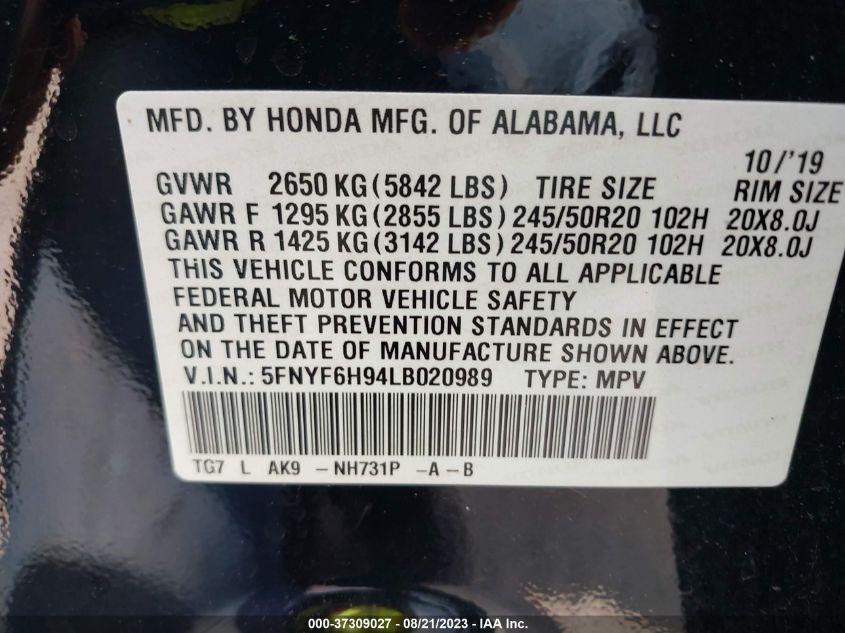 MFD. BY HONDA MFG. OF ALABAMA, LLC
10/'19
GVWR 2650 KG (5842 LBS) TIRE SIZE RIM SIZE
GAWR F 1295 KG (2855 LBS) 245/50R20 102H 20X8.0J
GAWR R 1425 KG (3142 LBS) 245/50R20 102H 20X8.0J
THIS VEHICLE CONFORMS TO ALL APPLICABLE
FEDERAL MOTOR VEHICLE SAFETY
AND THEFT PREVENTION STANDARDS IN EFFECT
ON THE DATE OF MANUFACTURE SHOWN ABOVE.
V.I.N.: 5FNYF6H94LB020989 TYPE: MPV
TG7 L AK9 -NH731P -A-B
000-37309027 - 08/21/2023 - IAA Inc.